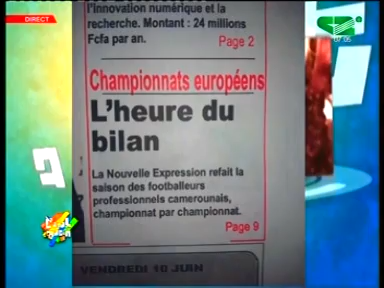 DIRECT
l'innovation numérique et la
recherche. Montant : 24 millions
Fcfa par an.
Page 2
Championnats européens
L'heure du
bilan
La Nouvelle Expression refait la
saison des footballeurs
professionnels camerounais,
championnat par championnat.
Page 9
VENDREDI 10 JUIN